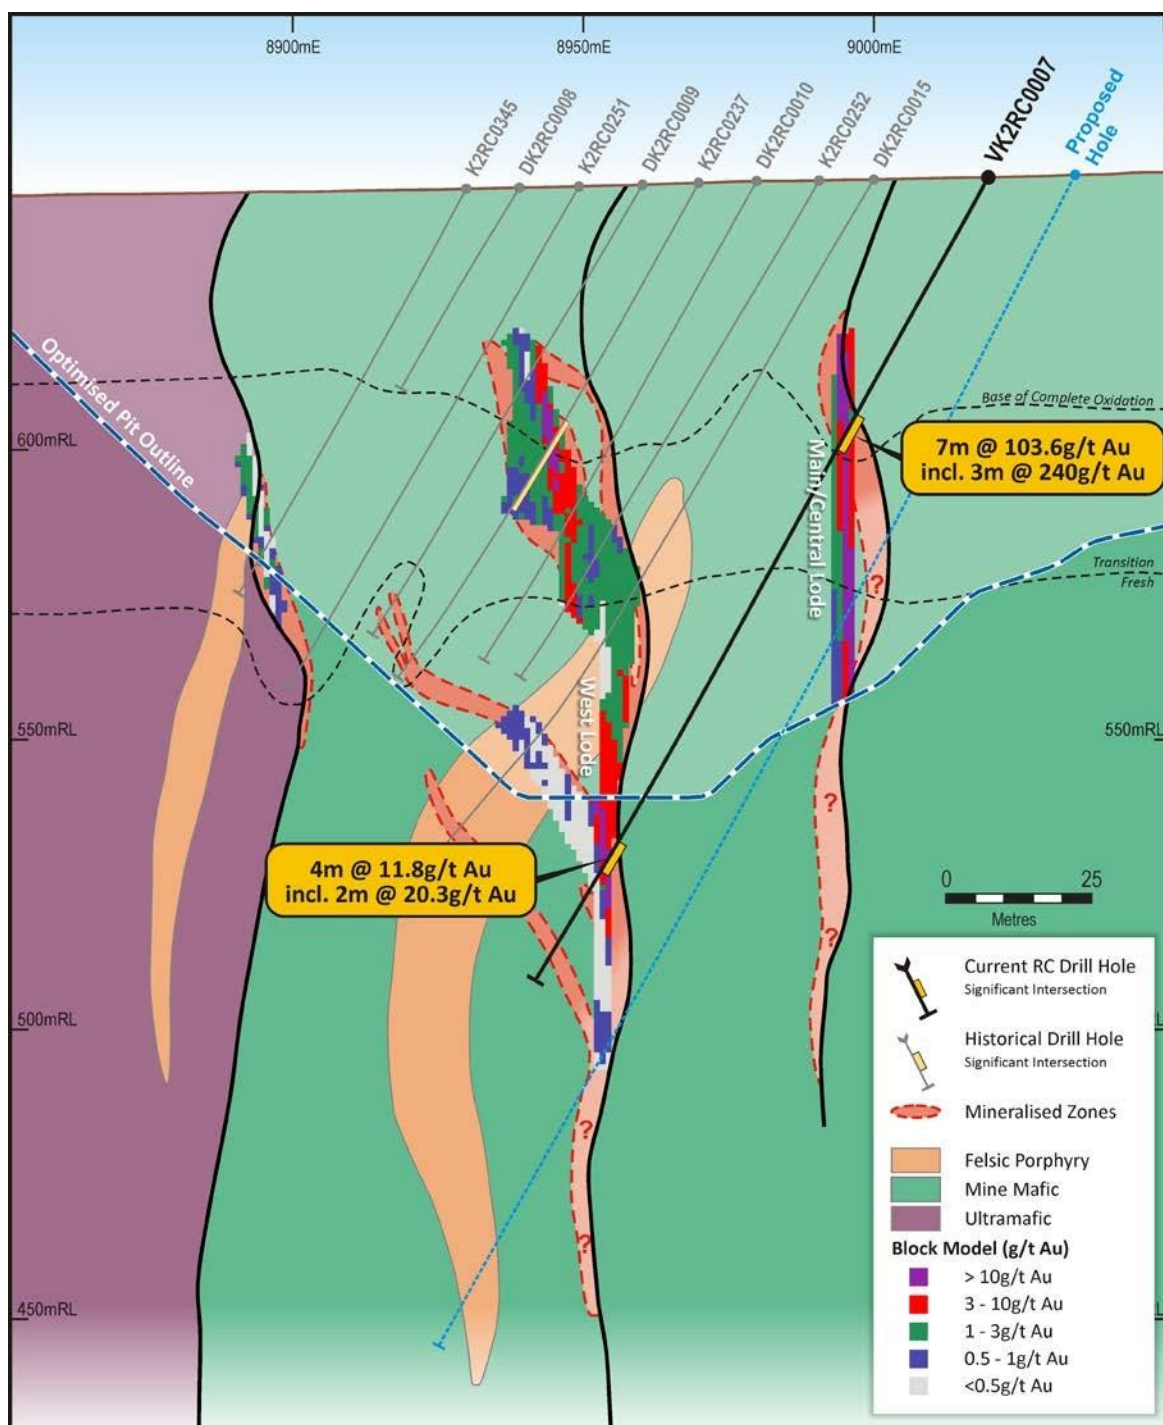 8900mE
8950mE
9000mE
K2RC0345
DK2RC0008
K2RC0251
DK2RC0009
K2RC0237
DK2RC0010
K2RC0252
DK2RC0015
VK2RC0007
Proposed
Hole
Optimised Pit Outline
Base of Complete Oxidation
600mRL
Main/Central Lode
7m @ 103.6g/t Au
incl. 3m @ 240g/t Au
Transition
Fresh
?
West Lode
550mRL
550mRL
?
4m @ 11.8g/t Au
incl. 2m @ 20.3g/t Au
0
25
Metres
?
500mRL
RL
?
?
450mRL
RL
Current RC Drill Hole
Significant Intersection
Historical Drill Hole
Significant Intersection
Mineralised Zones
Felsic Porphyry
Mine Mafic
Ultramafic
Block Model (g/t Au)
> 10g/t Au
3 - 10g/t Au
1 - 3g/t Au
0.5 - 1g/t Au
<0.5g/t Au